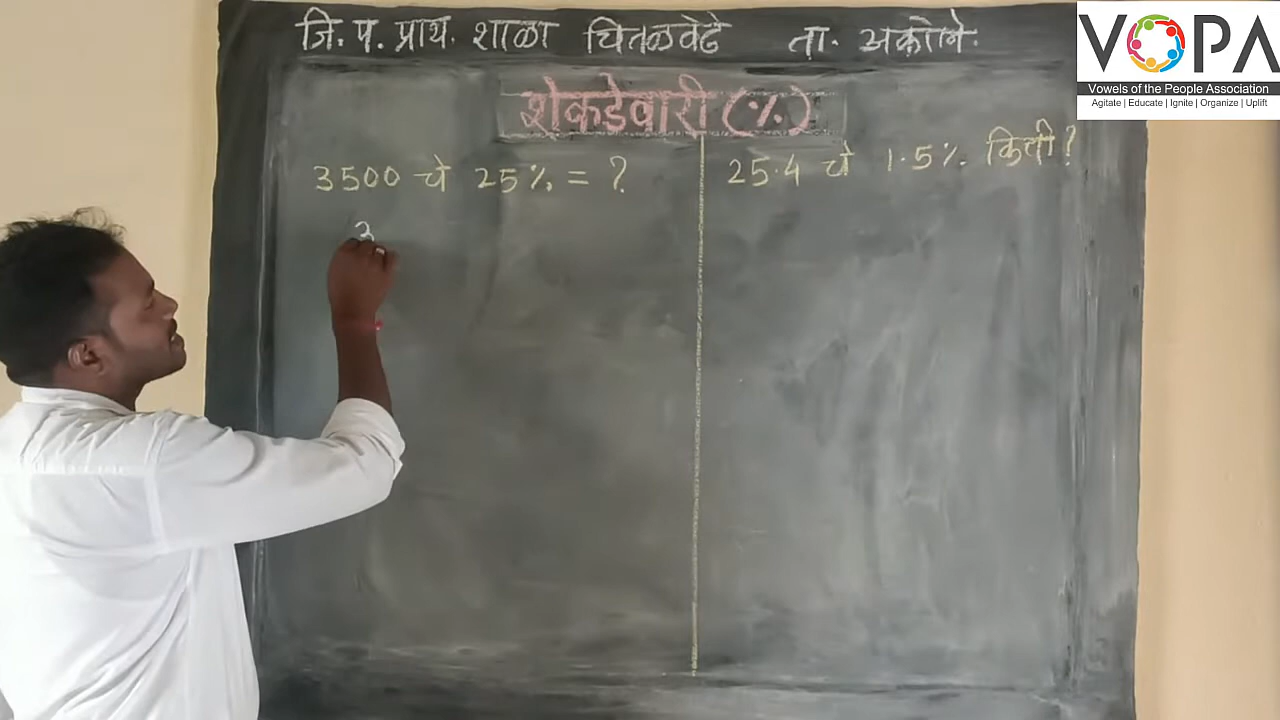 जि. प. प्राथ. शाळा चितळवेढे ता. अकोले.
शेकडेवारी (%)
3500 चे 25% = ?
3
25.4 चे 1.5% किती?
VOPA
Vowels of the People Association
Agitate | Educate | Ignite | Organize | Uplift